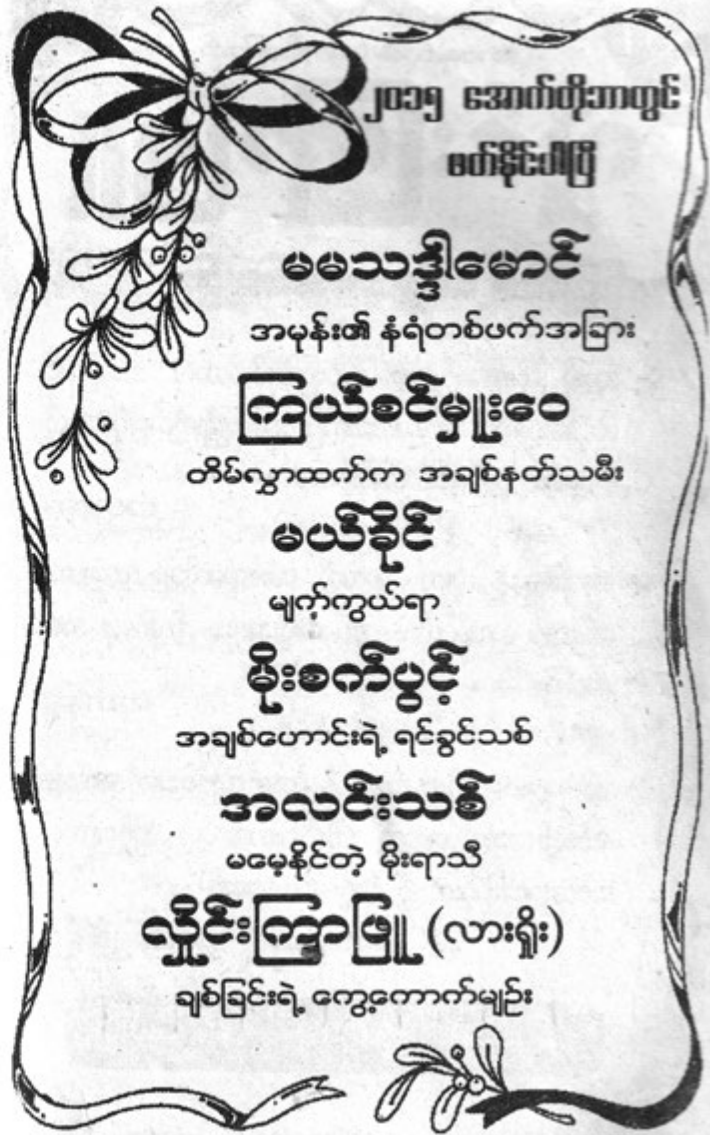 ၂၀၁၅ အောက်တိုဘာတွင်
ဖတ်နိုင်ပါပြီ
မမသဒ္ဒါမောင်
အမုန်း၏ နံရံတစ်ဖက်အခြား
ကြယ်စင်မှူးဝေ
တိမ်လွှာထက်က အချစ်နတ်သမီး
မယ်ခိုင်
မျက်ကွယ်ရာ
မိုးစက်ပွင့်
အချစ်ဟောင်းရဲ့ ရင်ခွင်သစ်
အလင်းသစ်
မမေ့နိုင်တဲ့ မိုးရာသီ
လှိုင်းကြာဖြူ (လားရှိုး)
ချစ်ခြင်းရဲ့ ကွေ့ကောက်မျဉ်း